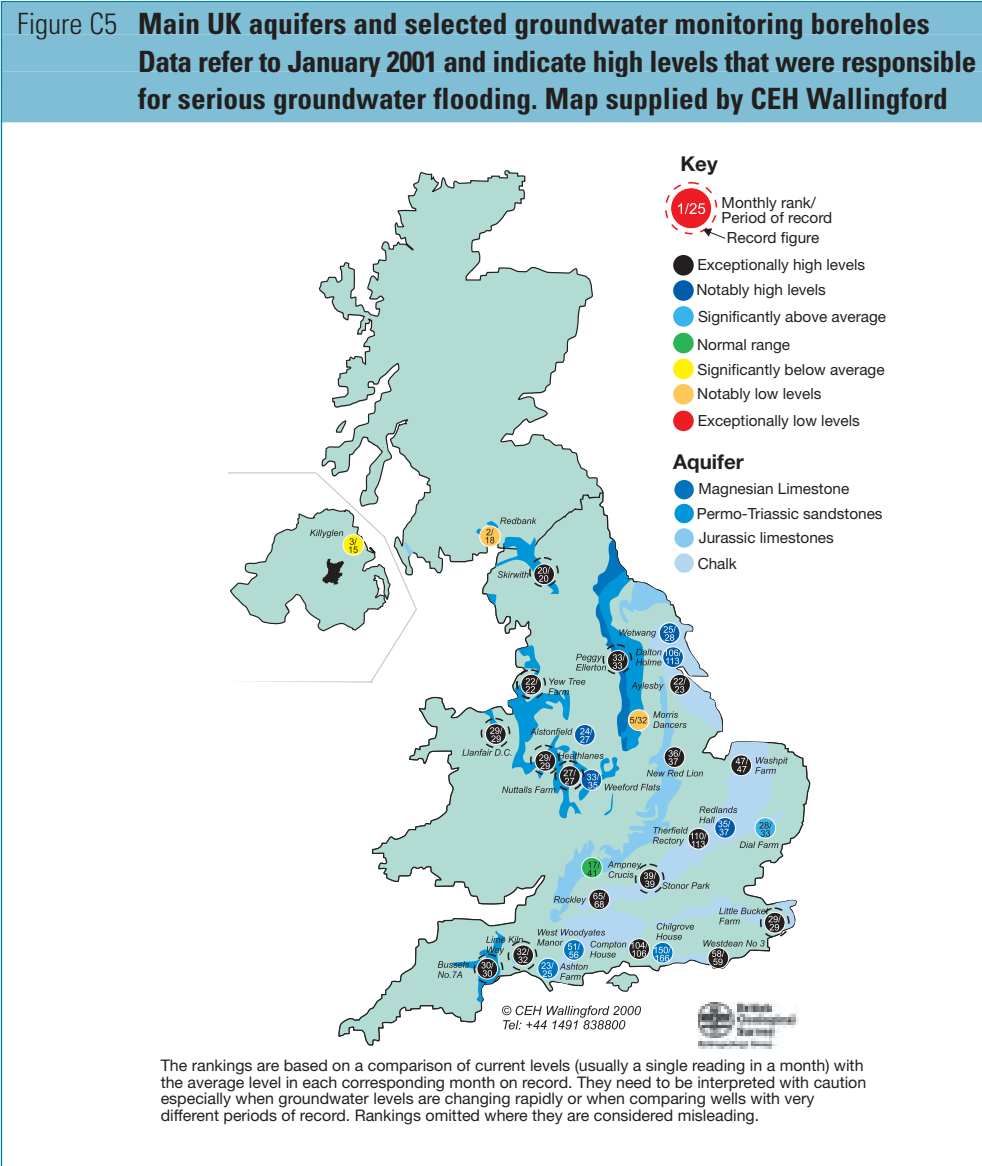 Figure C5 Main UK aquifers and selected groundwater monitoring boreholes
Data refer to January 2001 and indicate high levels that were responsible
for serious groundwater flooding. Map supplied by CEH Wallingford
Key
1/25
Monthly rank/
Period of record
Record figure
Exceptionally high levels
Notably high levels
Significantly above average
Normal range
Significantly below average
Notably low levels
Exceptionally low levels
Aquifer
Magnesian Limestone
Permo-Triassic sandstones
Jurassic limestones
Chalk
Killyglen
3/
15
Redbank
2/
18
Skirwith
20/
20
Wetwang
25/
28
Peggy
Ellerton
33/
33
Dalton
Holme
106/
113
Aylesby
22/
23
22/
22
Yew Tree
Farm
5/32
Morris
Dancers
29/
29
Llanfair D.C.
Alstonfield
24/
27
Heathlanes
29/
29
27/
27
Nuttalls Farm
33/
35
Weeford Flats
36/
37
New Red Lion
47/
47
Washpit
Farm
Redlands
Hall
35/
37
28/
33
Dial Farm
Therfield
Rectory
110/
113
17/
41
Ampney
Crucis
39/
39
Stonor Park
Rockley
65/
68
Little Bucket
Farm
29/
29
Lime Kiln
Way
32/
32
West Woodyates
Manor
51/
56
Compton
House
104/
106
Chilgrove
House
150/
166
Westdean No 3
58/
59
Bussels
No.7A
30/
30
23/
25
Ashton
Farm
© CEH Wallingford 2000
Tel: +44 1491 838800
The rankings are based on a comparison of current levels (usually a single reading in a month) with
the average level in each corresponding month on record. They need to be interpreted with caution
especially when groundwater levels are changing rapidly or when comparing wells with very
different periods of record. Rankings omitted where they are considered misleading.